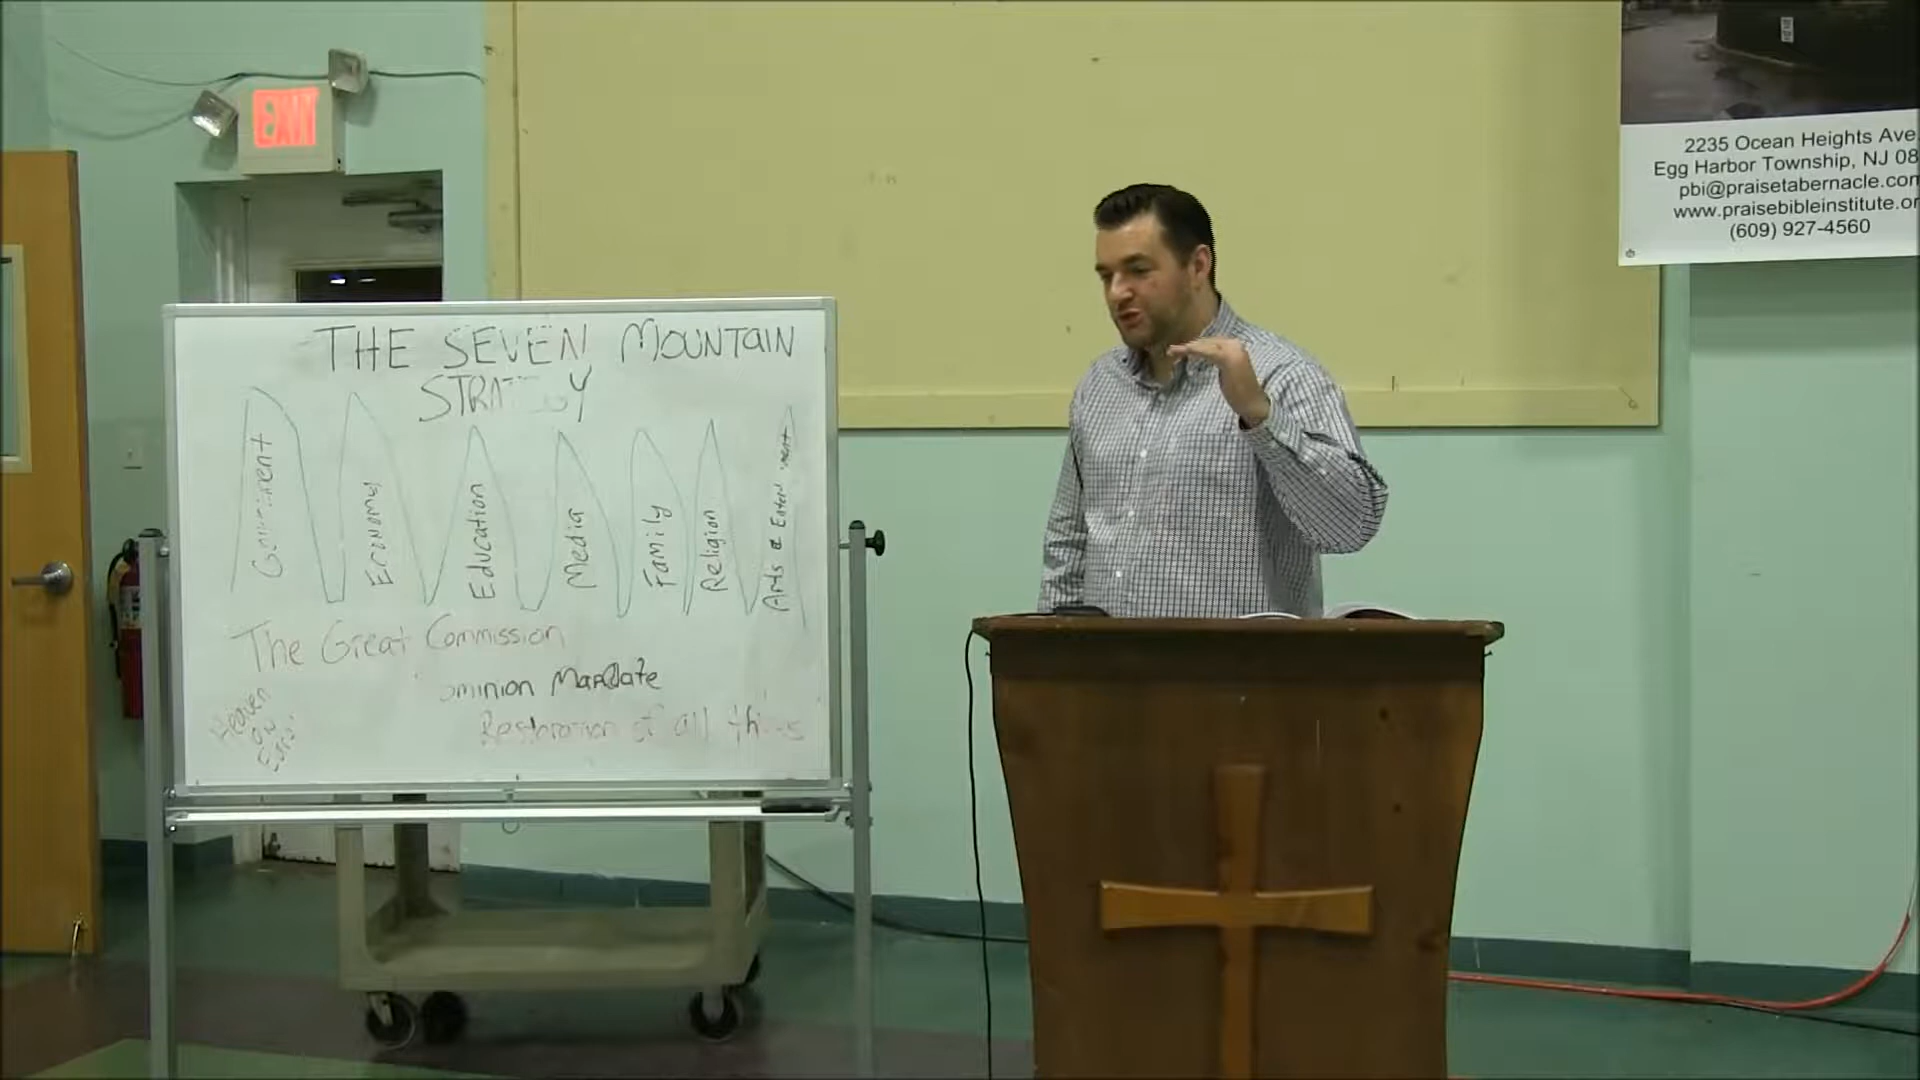 EXIT
2235 Ocean Heights Ave.
Egg Harbor Township, NJ 08
pbi@praisetabernacle.com
www.praisebibleinstitute.or
(609) 927-4560
THE SEVEN MOUNTAIN
STRAT GY
Government
Economy
Education
Media
Family
Religion
Arts & Entertainment
The Great Commission
ominion Mandate
Restoration of all things
Heaven
ON
Earth